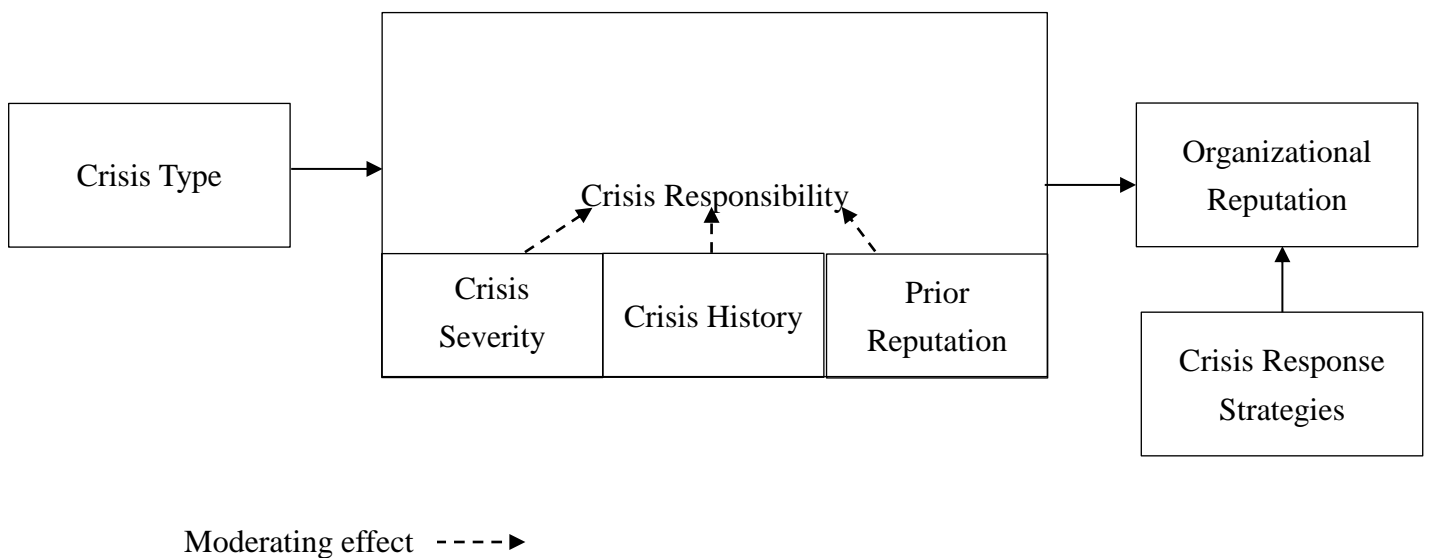 Crisis Type
Crisis Responsibility
Crisis
Severity
Crisis History
Prior
Reputation
Organizational
Reputation
Crisis Response
Strategies
Moderating effect